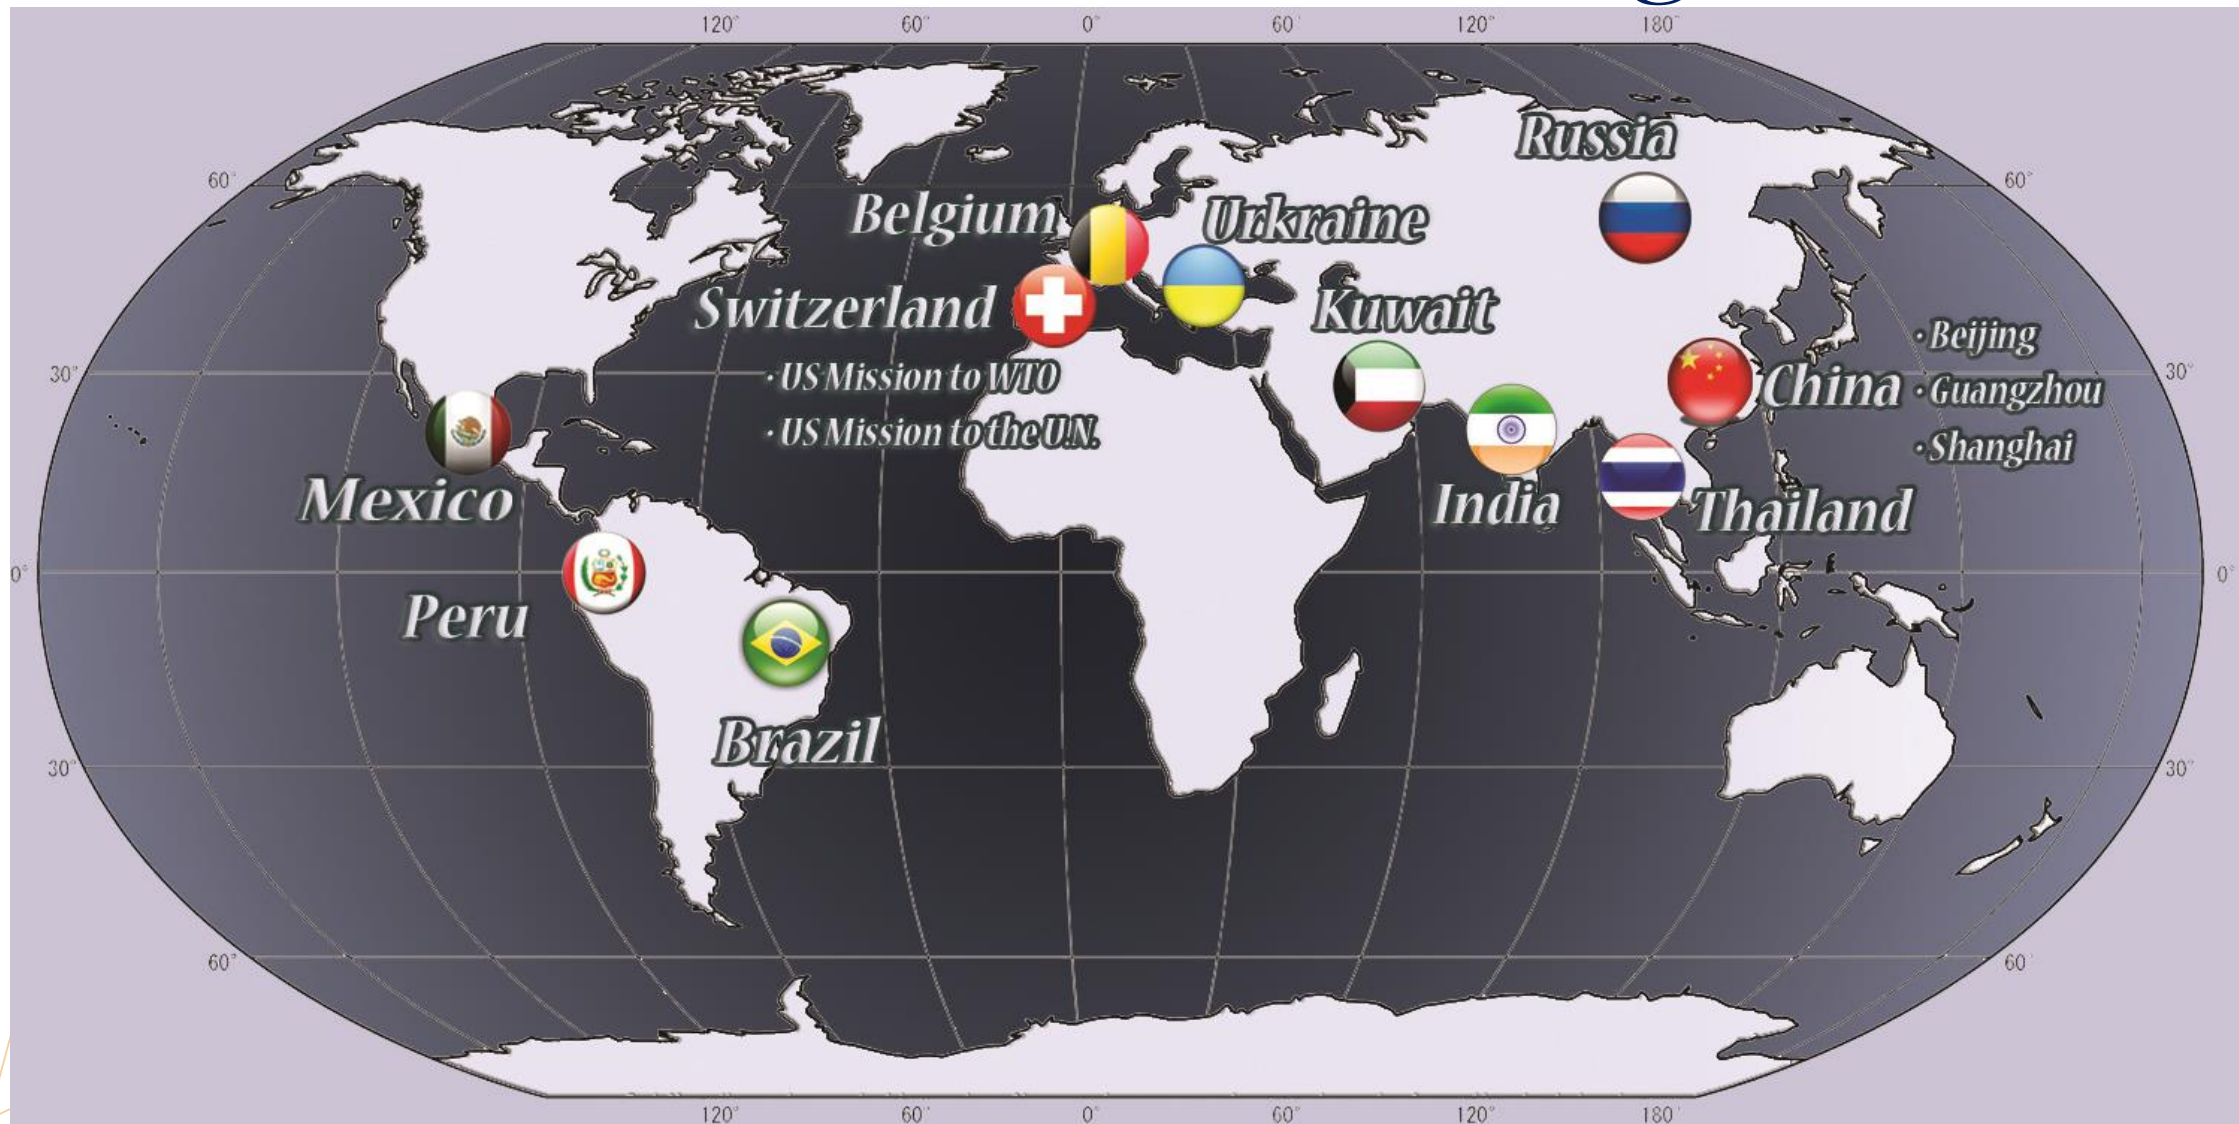 120° 60° 0° 60° 120° 180°
Russia
60° 60°
Belgium
Urkraine
Switzerland
Kuwait
· US Mission to WTO
· US Mission to the U.N.
· Beijing
China
· Guangzhou
· Shanghai
30° 30°
Mexico
India
Thailand
0° 0°
Peru
Brazil
30° 30°
60° 60°
120° 60° 0° 60° 120° 180°